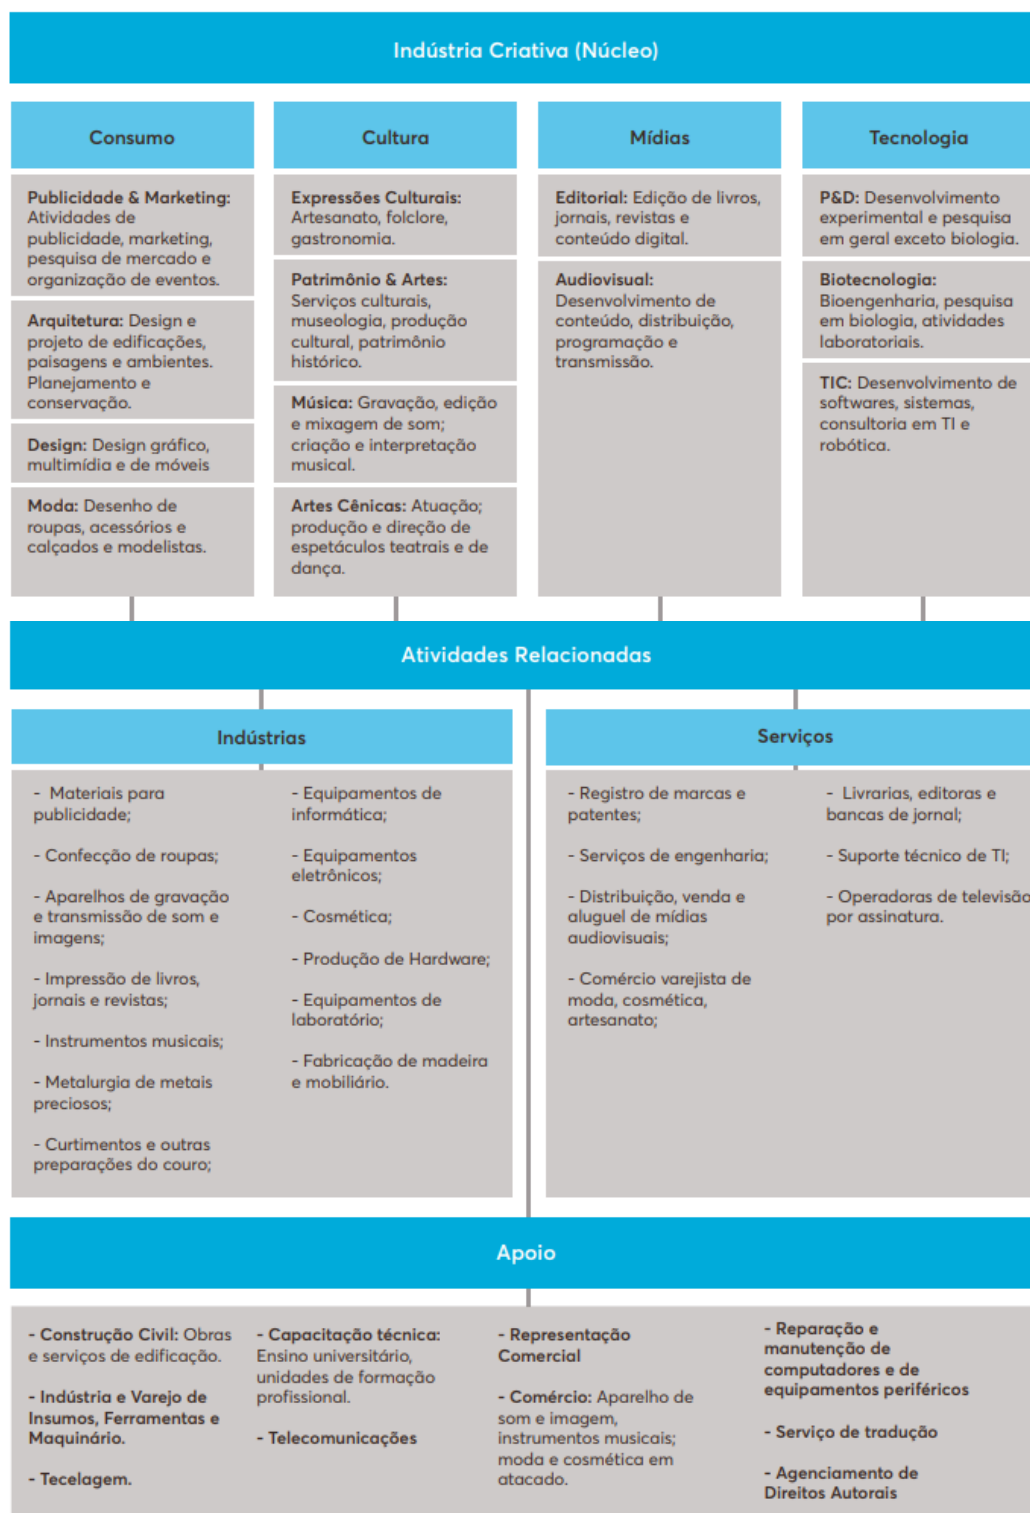 Indústria Criativa (Núcleo)
Consumo
Publicidade & Marketing:
Atividades de
publicidade, marketing,
pesquisa de mercado e
organização de eventos.
Arquitetura: Design e
projeto de edificações,
paisagens e ambientes.
Planejamento e
conservação.
Design: Design gráfico,
multimídia e de móveis
Moda: Desenho de
roupas, acessórios e
calçados e modelistas.
Cultura
Expressões Culturais:
Artesanato, folclore,
gastronomia.
Patrimônio & Artes:
Serviços culturais,
museologia, produção
cultural, patrimônio
histórico.
Música: Gravação, edição
e mixagem de som;
criação e interpretação
musical.
Artes Cênicas: Atuação;
produção e direção de
espetáculos teatrais e de
dança.
Mídias
Editorial: Edição de livros,
jornais, revistas e
conteúdo digital.
Audiovisual:
Desenvolvimento de
conteúdo, distribuição,
programação e
transmissão.
Tecnologia
P&D: Desenvolvimento
experimental e pesquisa
em geral exceto biologia.
Biotecnologia:
Bioengenharia, pesquisa
em biologia, atividades
laboratoriais.
TIC: Desenvolvimento de
softwares, sistemas,
consultoria em TI e
robótica.
Atividades Relacionadas
Indústrias
- Materiais para
publicidade;
- Confecção de roupas;
- Aparelhos de gravação
e transmissão de som e
imagens;
- Impressão de livros,
jornais e revistas;
- Instrumentos musicais;
- Metalurgia de metais
preciosos;
- Curtimentos e outras
preparações do couro;
- Equipamentos de
informática;
- Equipamentos
eletrônicos;
- Cosmética;
- Produção de Hardware;
- Equipamentos de
laboratório;
- Fabricação de madeira
e mobiliário.
Serviços
- Registro de marcas e
patentes;
- Serviços de engenharia;
- Distribuição, venda e
aluguel de mídias
audiovisuais;
- Comércio varejista de
moda, cosmética,
artesanato;
- Livrarias, editoras e
bancas de jornal;
- Suporte técnico de TI;
- Operadoras de televisão
por assinatura.
Apoio
- Construção Civil: Obras
e serviços de edificação.
- Indústria e Varejo de
Insumos, Ferramentas e
Maquinário.
- Tecelagem.
- Capacitação técnica:
Ensino universitário,
unidades de formação
profissional.
- Telecomunicações
- Representação
Comercial
- Comércio: Aparelho de
som e imagem,
instrumentos musicais;
moda e cosmética em
atacado.
- Reparação e
manutenção de
computadores e de
equipamentos periféricos
- Serviço de tradução
- Agenciamento de
Direitos Autorais